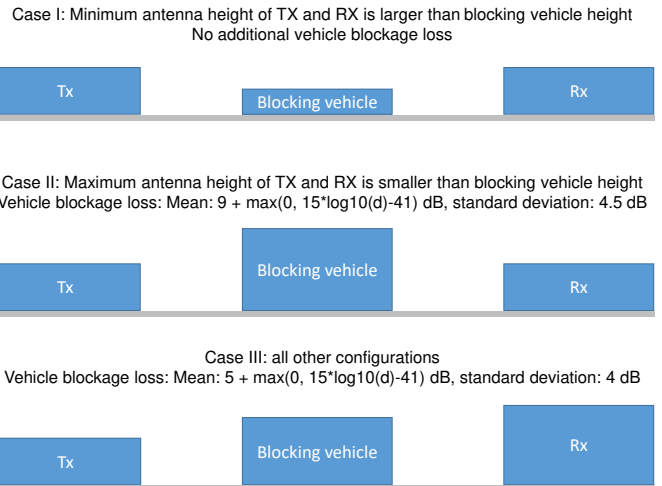 Case I: Minimum antenna height of TX and RX is larger than blocking vehicle height
No additional vehicle blockage loss
Tx
Blocking vehicle
Rx
Case II: Maximum antenna height of TX and RX is smaller than blocking vehicle height
Vehicle blockage loss: Mean: 9 + max(0, 15*log10(d)-41) dB, standard deviation: 4.5 dB
Tx
Blocking vehicle
Rx
Case III: all other configurations
Vehicle blockage loss: Mean: 5 + max(0, 15*log10(d)-41) dB, standard deviation: 4 dB
Tx
Blocking vehicle
Rx